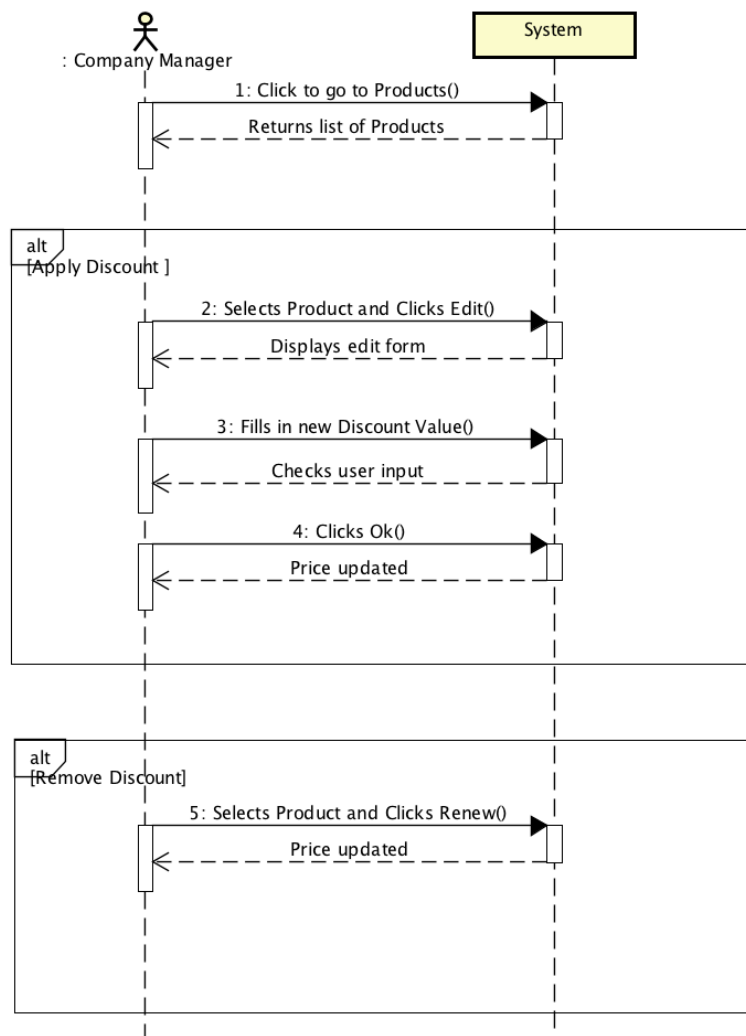 : Company Manager
System
1: Click to go to Products()
Returns list of Products
alt
[Apply Discount ]
2: Selects Product and Clicks Edit()
Displays edit form
3: Fills in new Discount Value()
Checks user input
4: Clicks Ok()
Price updated
alt
[Remove Discount]
5: Selects Product and Clicks Renew()
Price updated